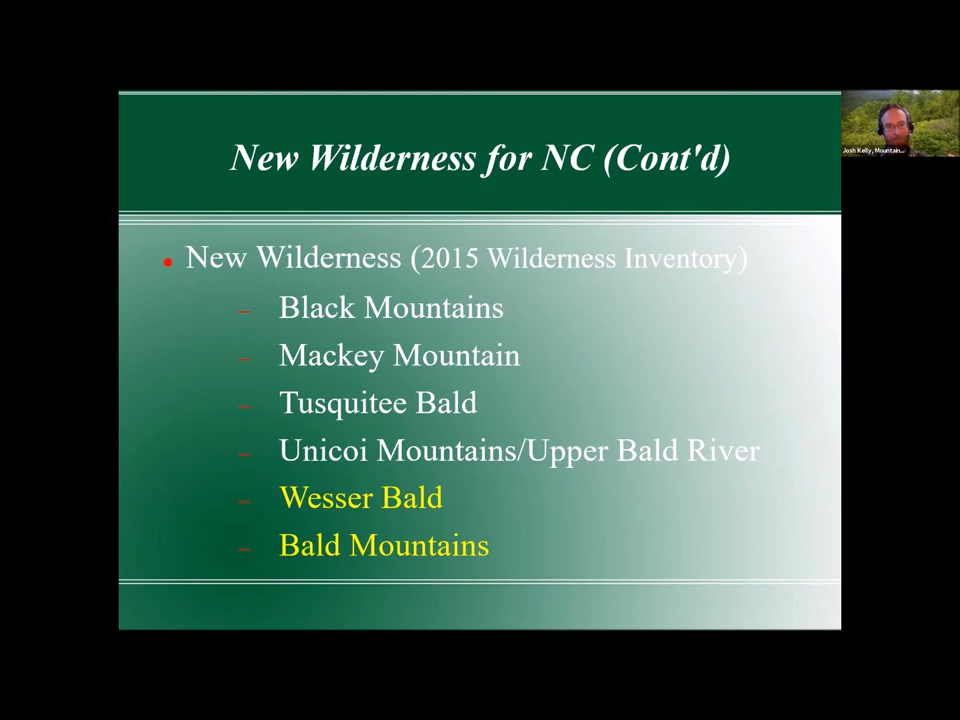 New Wilderness for NC (Cont'd)
Josh Kelly, Mountain...
• New Wilderness (2015 Wilderness Inventory)
– Black Mountains
– Mackey Mountain
– Tusquitee Bald
– Unicoi Mountains/Upper Bald River
– Wesser Bald
– Bald Mountains